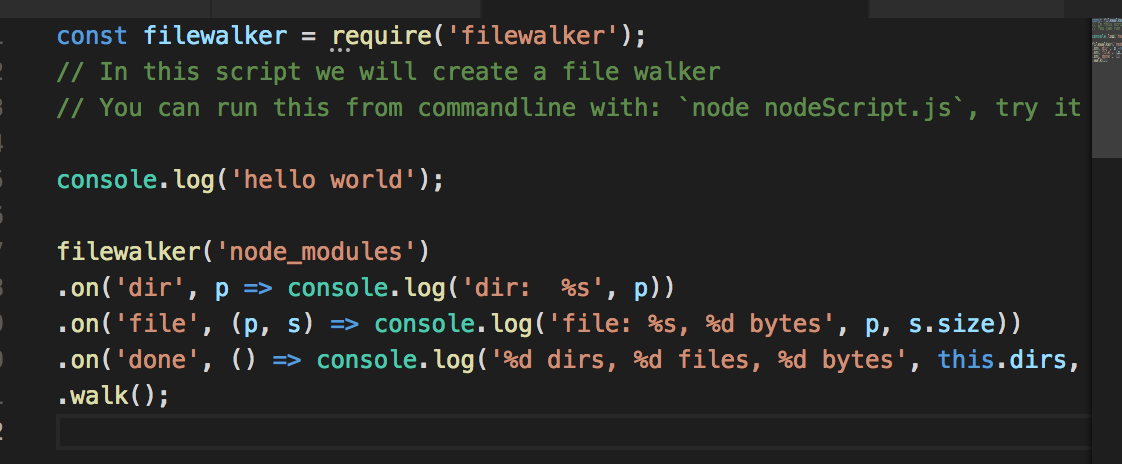 const filewalker = require('filewalker');
// In this script we will create a file walker
// You can run this from commandline with: `node nodeScript.js`, try it
console.log('hello world');
filewalker('node_modules')
.on('dir', p => console.log('dir:  %s', p))
.on('file', (p, s) => console.log('file: %s, %d bytes', p, s.size))
.on('done', () => console.log('%d dirs, %d files, %d bytes', this.dirs,
.walk();